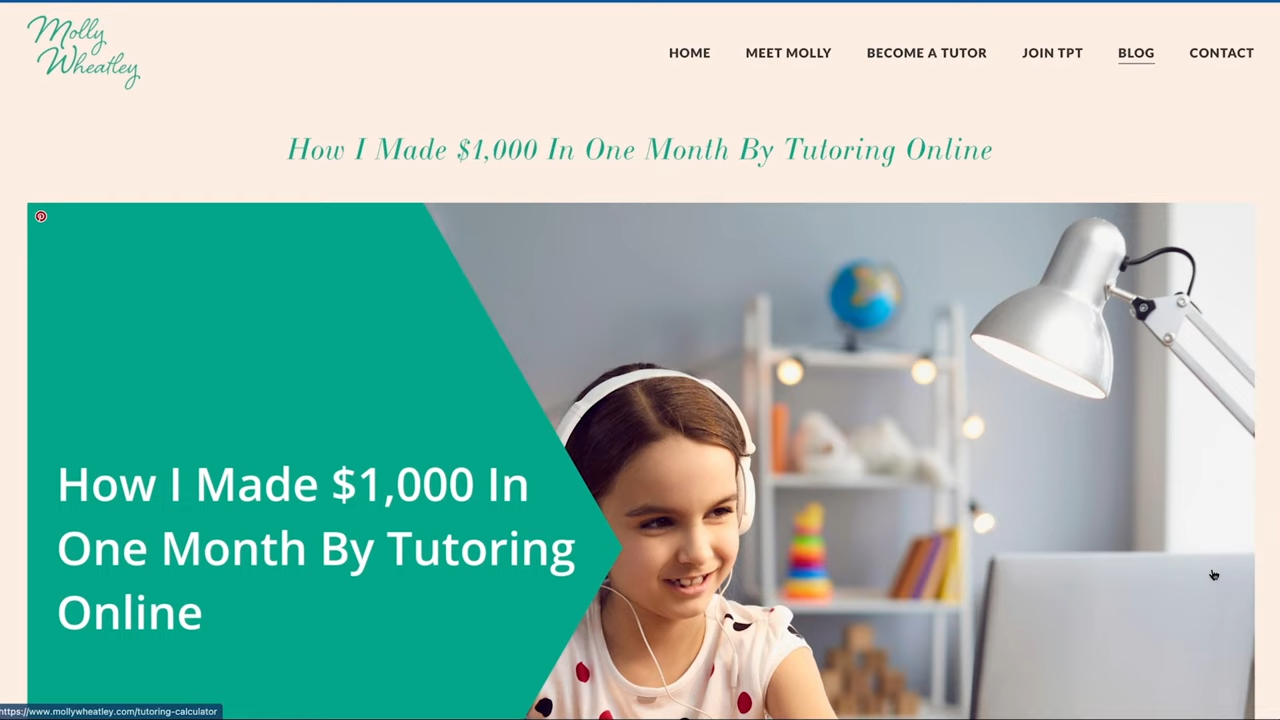 Molly
Wheatley
HOME MEET MOLLY BECOME A TUTOR JOIN TPT BLOG CONTACT
How I Made $1,000 In One Month By Tutoring Online
How I Made $1,000 In
One Month By Tutoring
Online
https://www.mollywheatley.com/tutoring-calculator